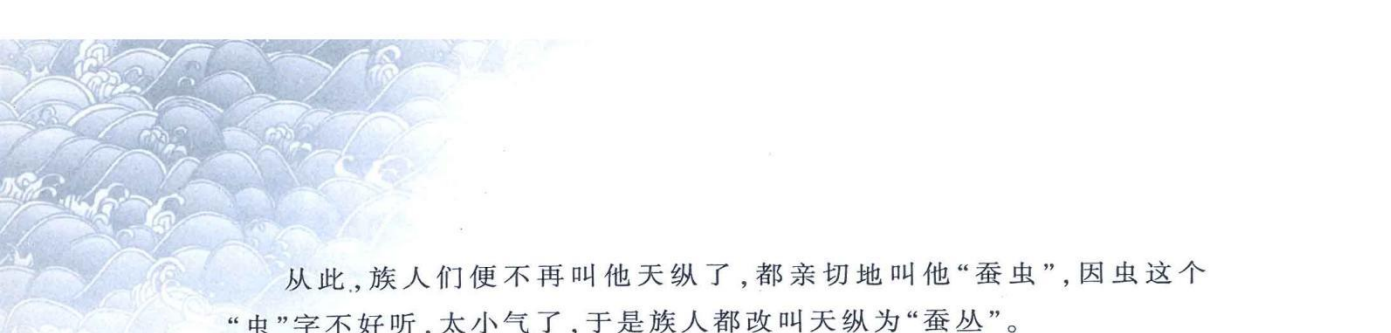 从此,族人们便不再叫他天纵了,都亲切地叫他“蚕虫”,因虫这个
“虫”字不好听,太小气了,于是族人都改叫天纵为“蚕丛”。